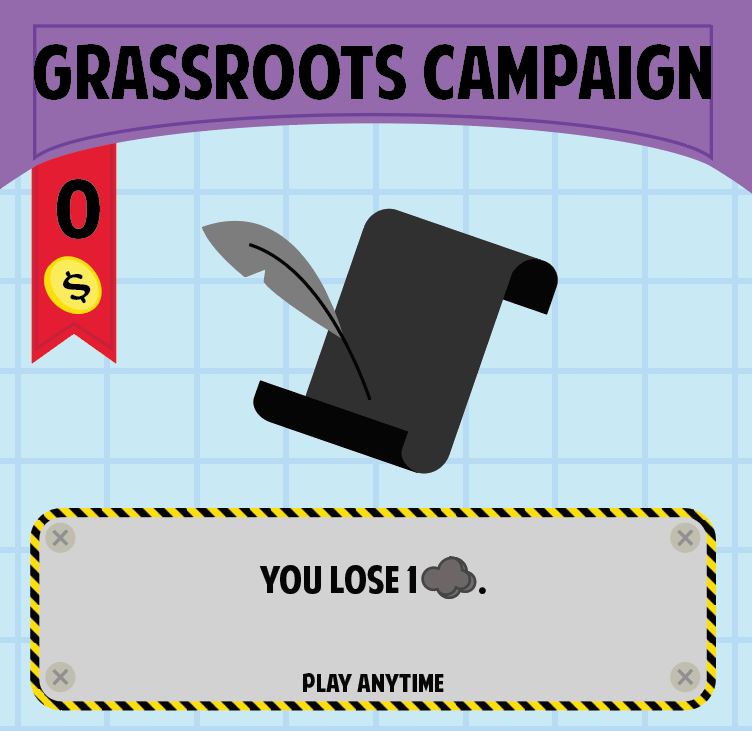 GRASSROOTS CAMPAIGN
0
$
YOU LOSE 1 .
PLAY ANYTIME